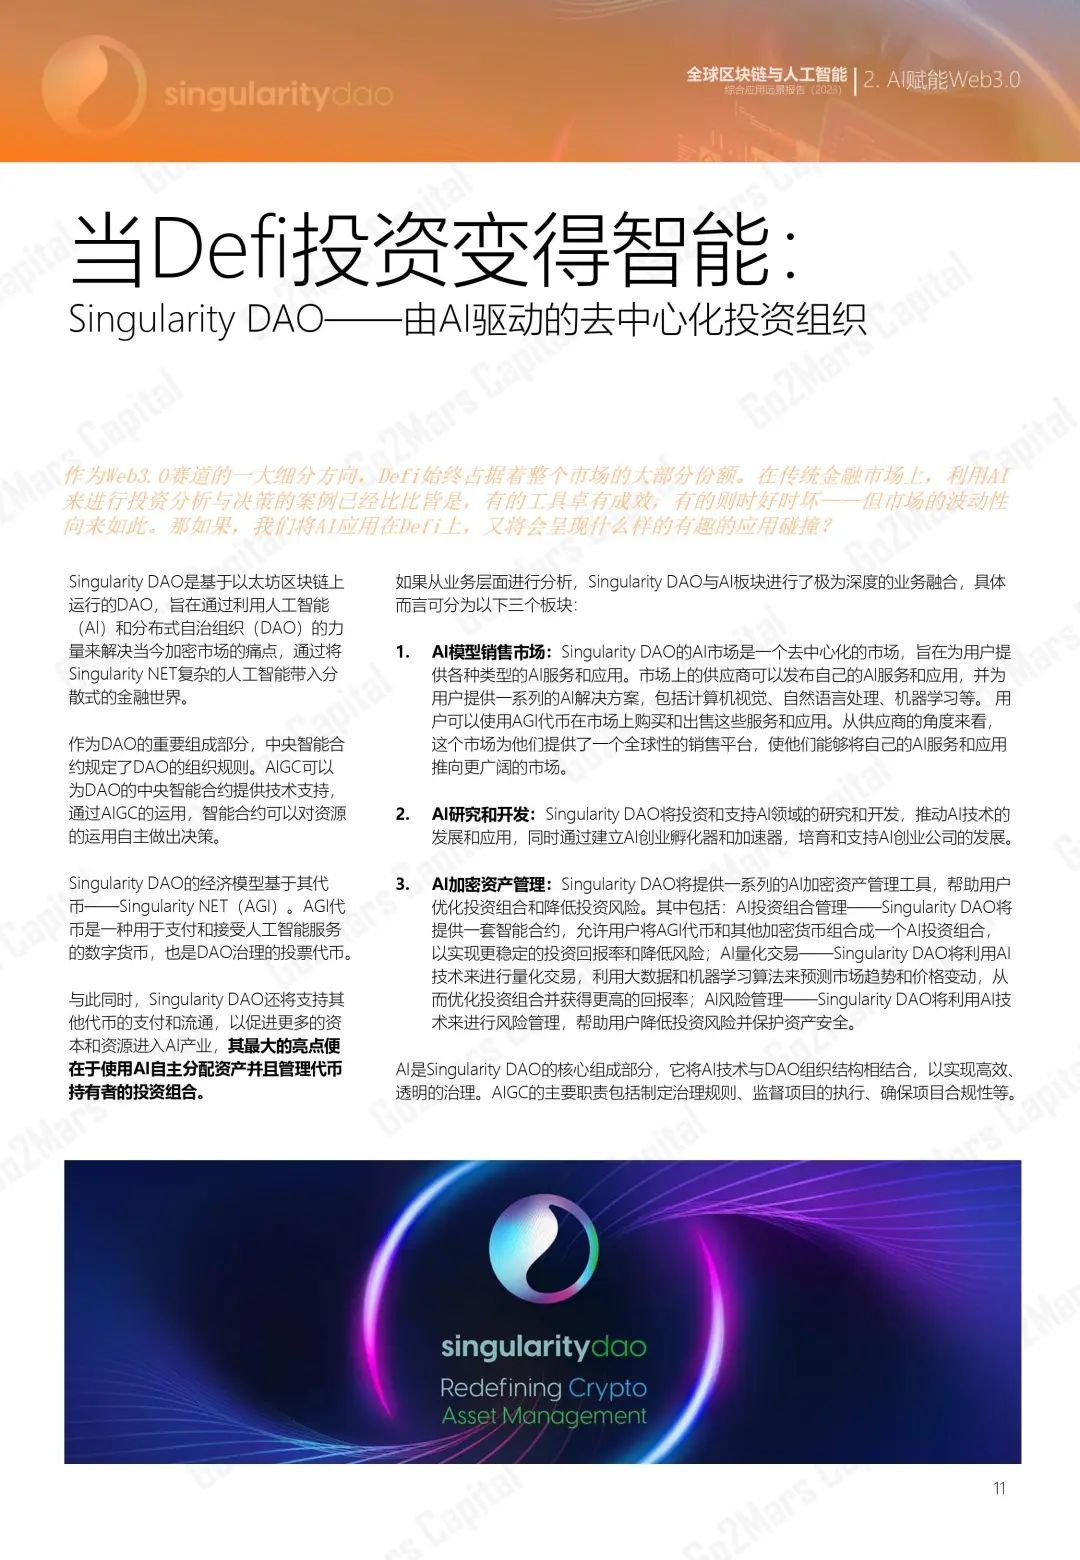 singularitydao
全球区块链与人工智能
综合应用远景报告（2023）
2. AI赋能Web3.0
当Defi投资变得智能：
Singularity DAO——由AI驱动的去中心化投资组织
作为Web3.0赛道的一大细分方向，Defi始终占据着整个市场的大部分份额。在传统金融市场上，利用AI
来进行投资分析与决策的案例已经比比皆是，有的工具卓有成效，有的则时好时坏——但市场的波动性
向来如此。那如果，我们将AI应用在Defi上，又将会呈现什么样的有趣的应用碰撞？
Singularity DAO是基于以太坊区块链上
运行的DAO，旨在通过利用人工智能
（AI）和分布式自治组织（DAO）的力
量来解决当今加密市场的痛点，通过将
Singularity NET复杂的人工智能带入分
散式的金融世界。
作为DAO的重要组成部分，中央智能合
约规定了DAO的组织规则。AIGC可以
为DAO的中央智能合约提供技术支持，
通过AIGC的运用，智能合约可以对资源
的运用自主做出决策。
Singularity DAO的经济模型基于其代
币——Singularity NET（AGI）。AGI代
币是一种用于支付和接受人工智能服务
的数字货币，也是DAO治理的投票代币。
与此同时，Singularity DAO还将支持其
他代币的支付和流通，以促进更多的资
本和资源进入AI产业，其最大的亮点便
在于使用AI自主分配资产并且管理代币
持有者的投资组合。
如果从业务层面进行分析，Singularity DAO与AI板块进行了极为深度的业务融合，具体
而言可分为以下三个板块：
1. AI模型销售市场：Singularity DAO的AI市场是一个去中心化的市场，旨在为用户提
供各种类型的AI服务和应用。市场上的供应商可以发布自己的AI服务和应用，并为
用户提供一系列的AI解决方案，包括计算机视觉、自然语言处理、机器学习等。 用
户可以使用AGI代币在市场上购买和出售这些服务和应用。从供应商的角度来看，
这个市场为他们提供了一个全球性的销售平台，使他们能够将自己的AI服务和应用
推向更广阔的市场。
2. AI研究和开发：Singularity DAO将投资和支持AI领域的研究和开发，推动AI技术的
发展和应用，同时通过建立AI创业孵化器和加速器，培育和支持AI创业公司的发展。
3. AI加密资产管理：Singularity DAO将提供一系列的AI加密资产管理工具，帮助用户
优化投资组合和降低投资风险。其中包括：AI投资组合管理——Singularity DAO将
提供一套智能合约，允许用户将AGI代币和其他加密货币组合成一个AI投资组合，
以实现更稳定的投资回报率和降低风险；AI量化交易——Singularity DAO将利用AI
技术来进行量化交易，利用大数据和机器学习算法来预测市场趋势和价格变动，从
而优化投资组合并获得更高的回报率；AI风险管理——Singularity DAO将利用AI技
术来进行风险管理，帮助用户降低投资风险并保护资产安全。
AI是Singularity DAO的核心组成部分，它将AI技术与DAO组织结构相结合，以实现高效、
透明的治理。AIGC的主要职责包括制定治理规则、监督项目的执行、确保项目合规性等。
singularitydao
Redefining Crypto
Asset Management
11
Go2Mars Capital